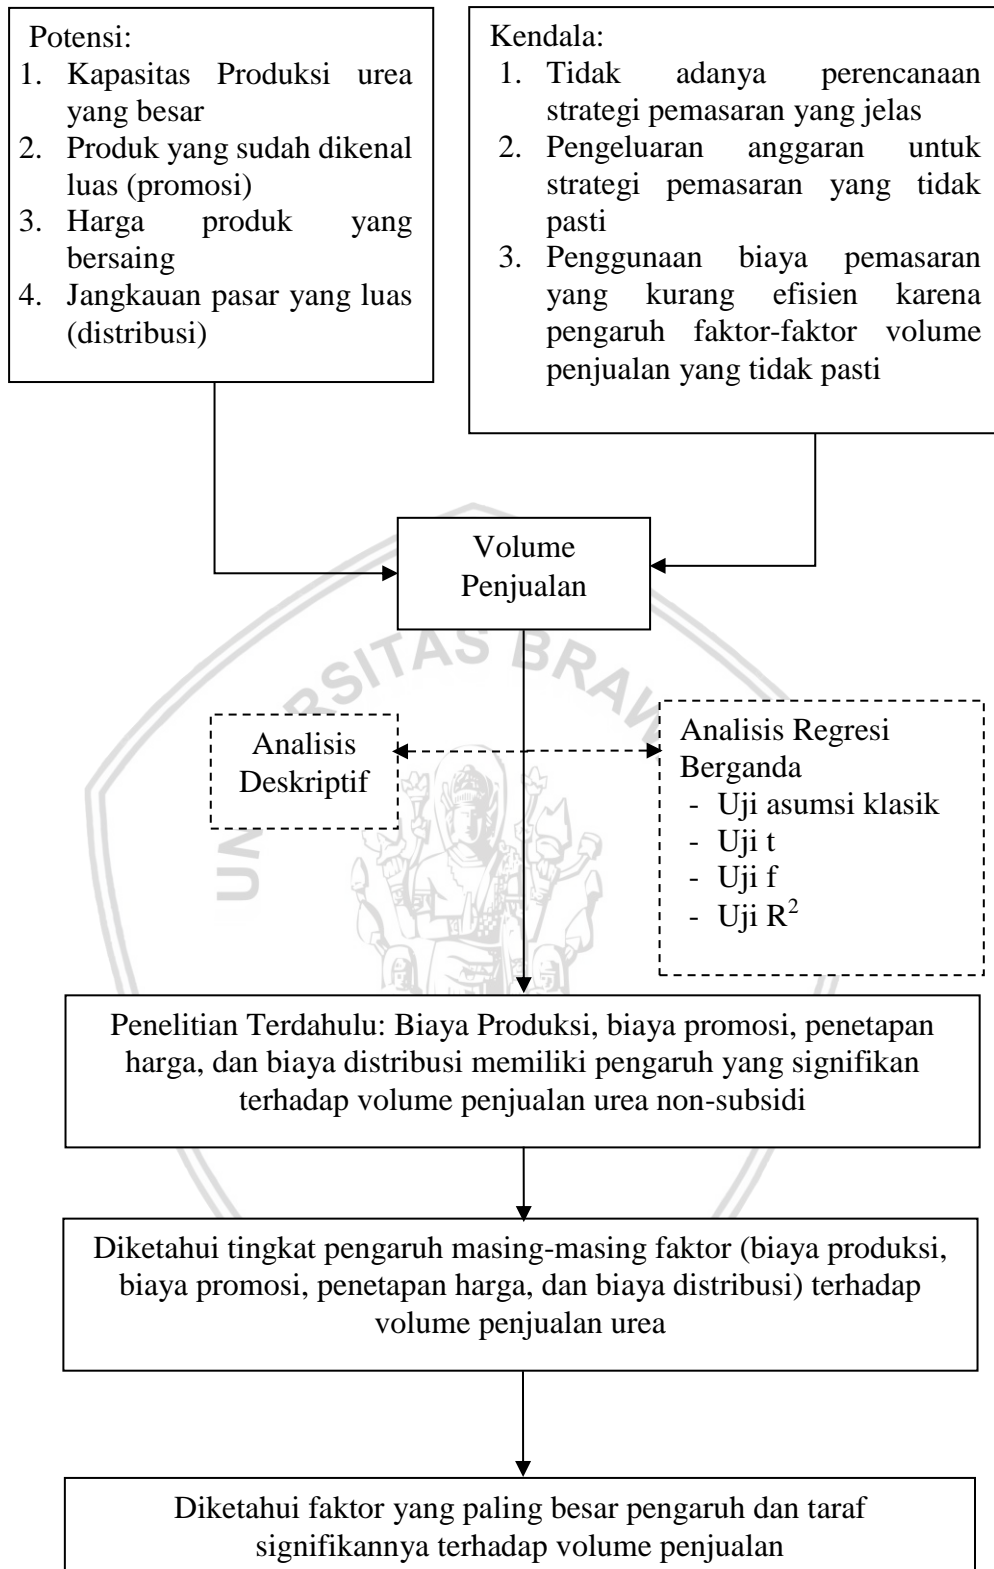 Potensi:
1. Kapasitas Produksi urea
yang besar
2. Produk yang sudah dikenal
luas (promosi)
3. Harga produk yang
bersaing
4. Jangkauan pasar yang luas
(distribusi)
Kendala:
1. Tidak adanya perencanaan
strategi pemasaran yang jelas
2. Pengeluaran anggaran untuk
strategi pemasaran yang tidak
pasti
3. Penggunaan biaya pemasaran
yang kurang efisien karena
pengaruh faktor-faktor volume
penjualan yang tidak pasti
Volume
Penjualan
Analisis
Deskriptif
Analisis Regresi
Berganda
- Uji asumsi klasik
- Uji t
- Uji f
- Uji R²
Penelitian Terdahulu: Biaya Produksi, biaya promosi, penetapan
harga, dan biaya distribusi memiliki pengaruh yang signifikan
terhadap volume penjualan urea non-subsidi
Diketahui tingkat pengaruh masing-masing faktor (biaya produksi,
biaya promosi, penetapan harga, dan biaya distribusi) terhadap
volume penjualan urea
Diketahui faktor yang paling besar pengaruh dan taraf
signifikannya terhadap volume penjualan